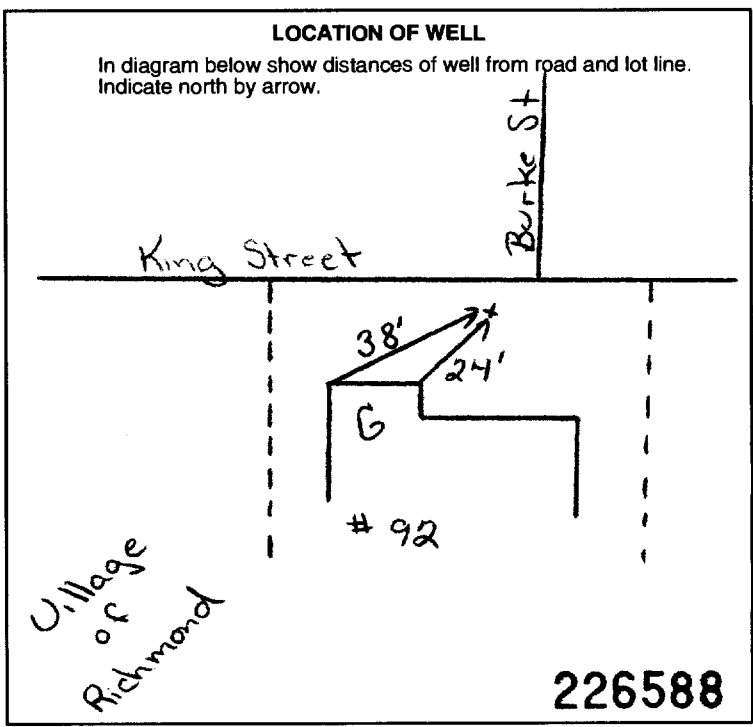 LOCATION OF WELL
In diagram below show distances of well from road and lot line.
Indicate north by arrow.
Burke St
King Street
38'
24'
G
# 92
Village
of
Richmond
226588